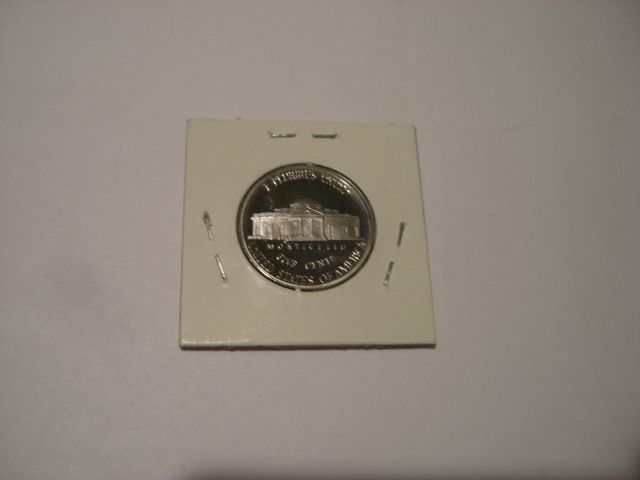 E PLURIBUS UNUM
MONTICELLO
FIVE CENTS
UNITED STATES OF AMERICA